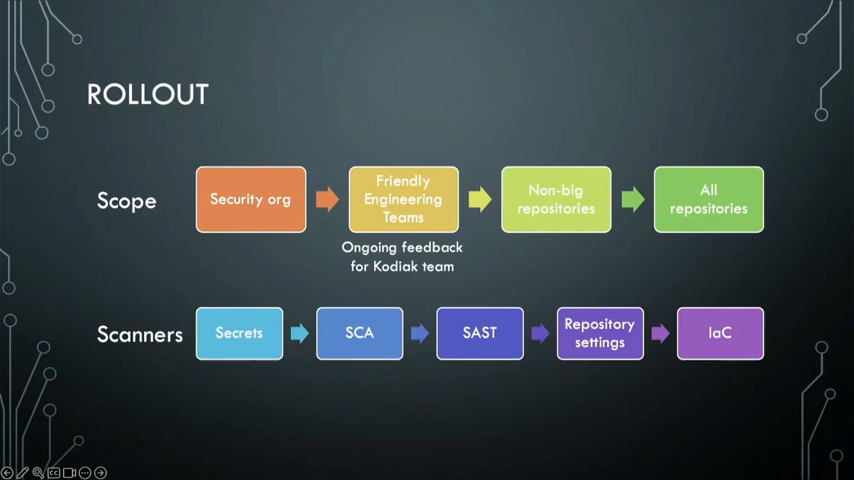 ROLLOUT
Scope
Security org
Friendly
Engineering
Teams
Non-big
repositories
All
repositories
Ongoing feedback
for Kodiak team
Scanners
Secrets
SCA
SAST
Repository
settings
IaC
CC